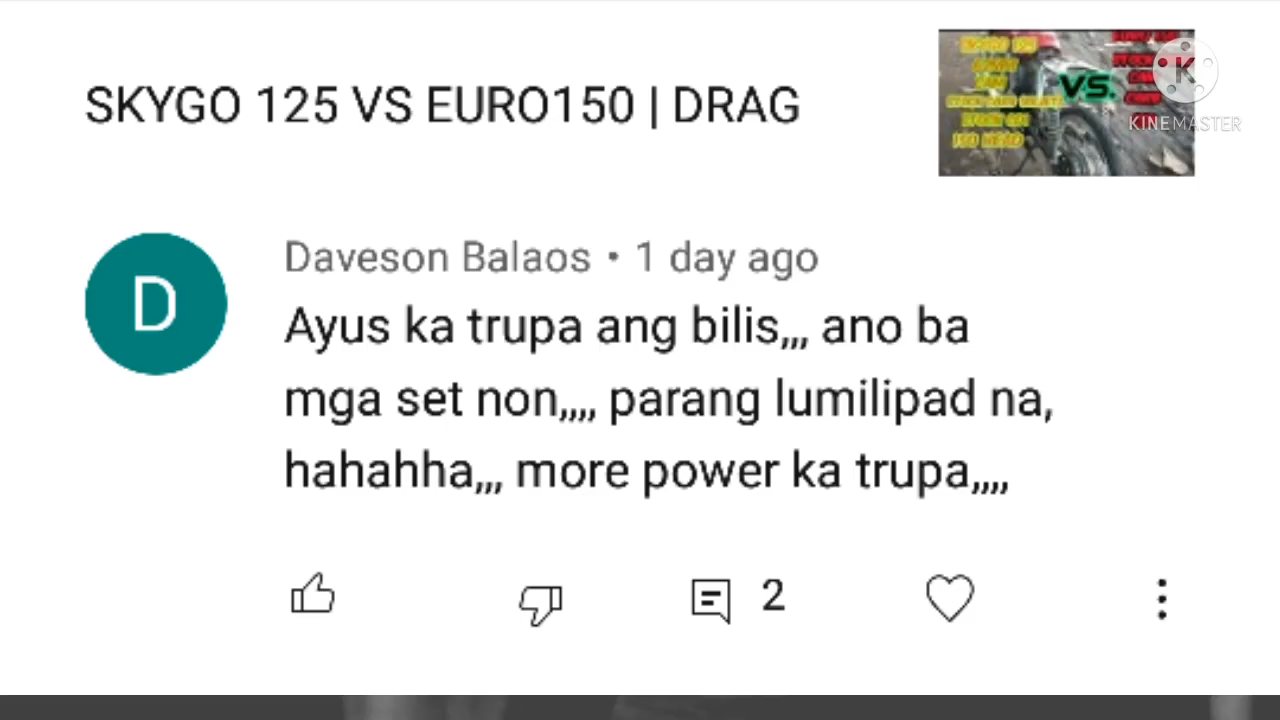 SKYGO 125 VS EURO150 | DRAG
VS.
K
KINEMASTER
D
Daveson Balaos • 1 day ago
Ayus ka trupa ang bilis,,, ano ba
mga set non,,,, parang lumilipad na,
hahahha,,, more power ka trupa,,,,
2